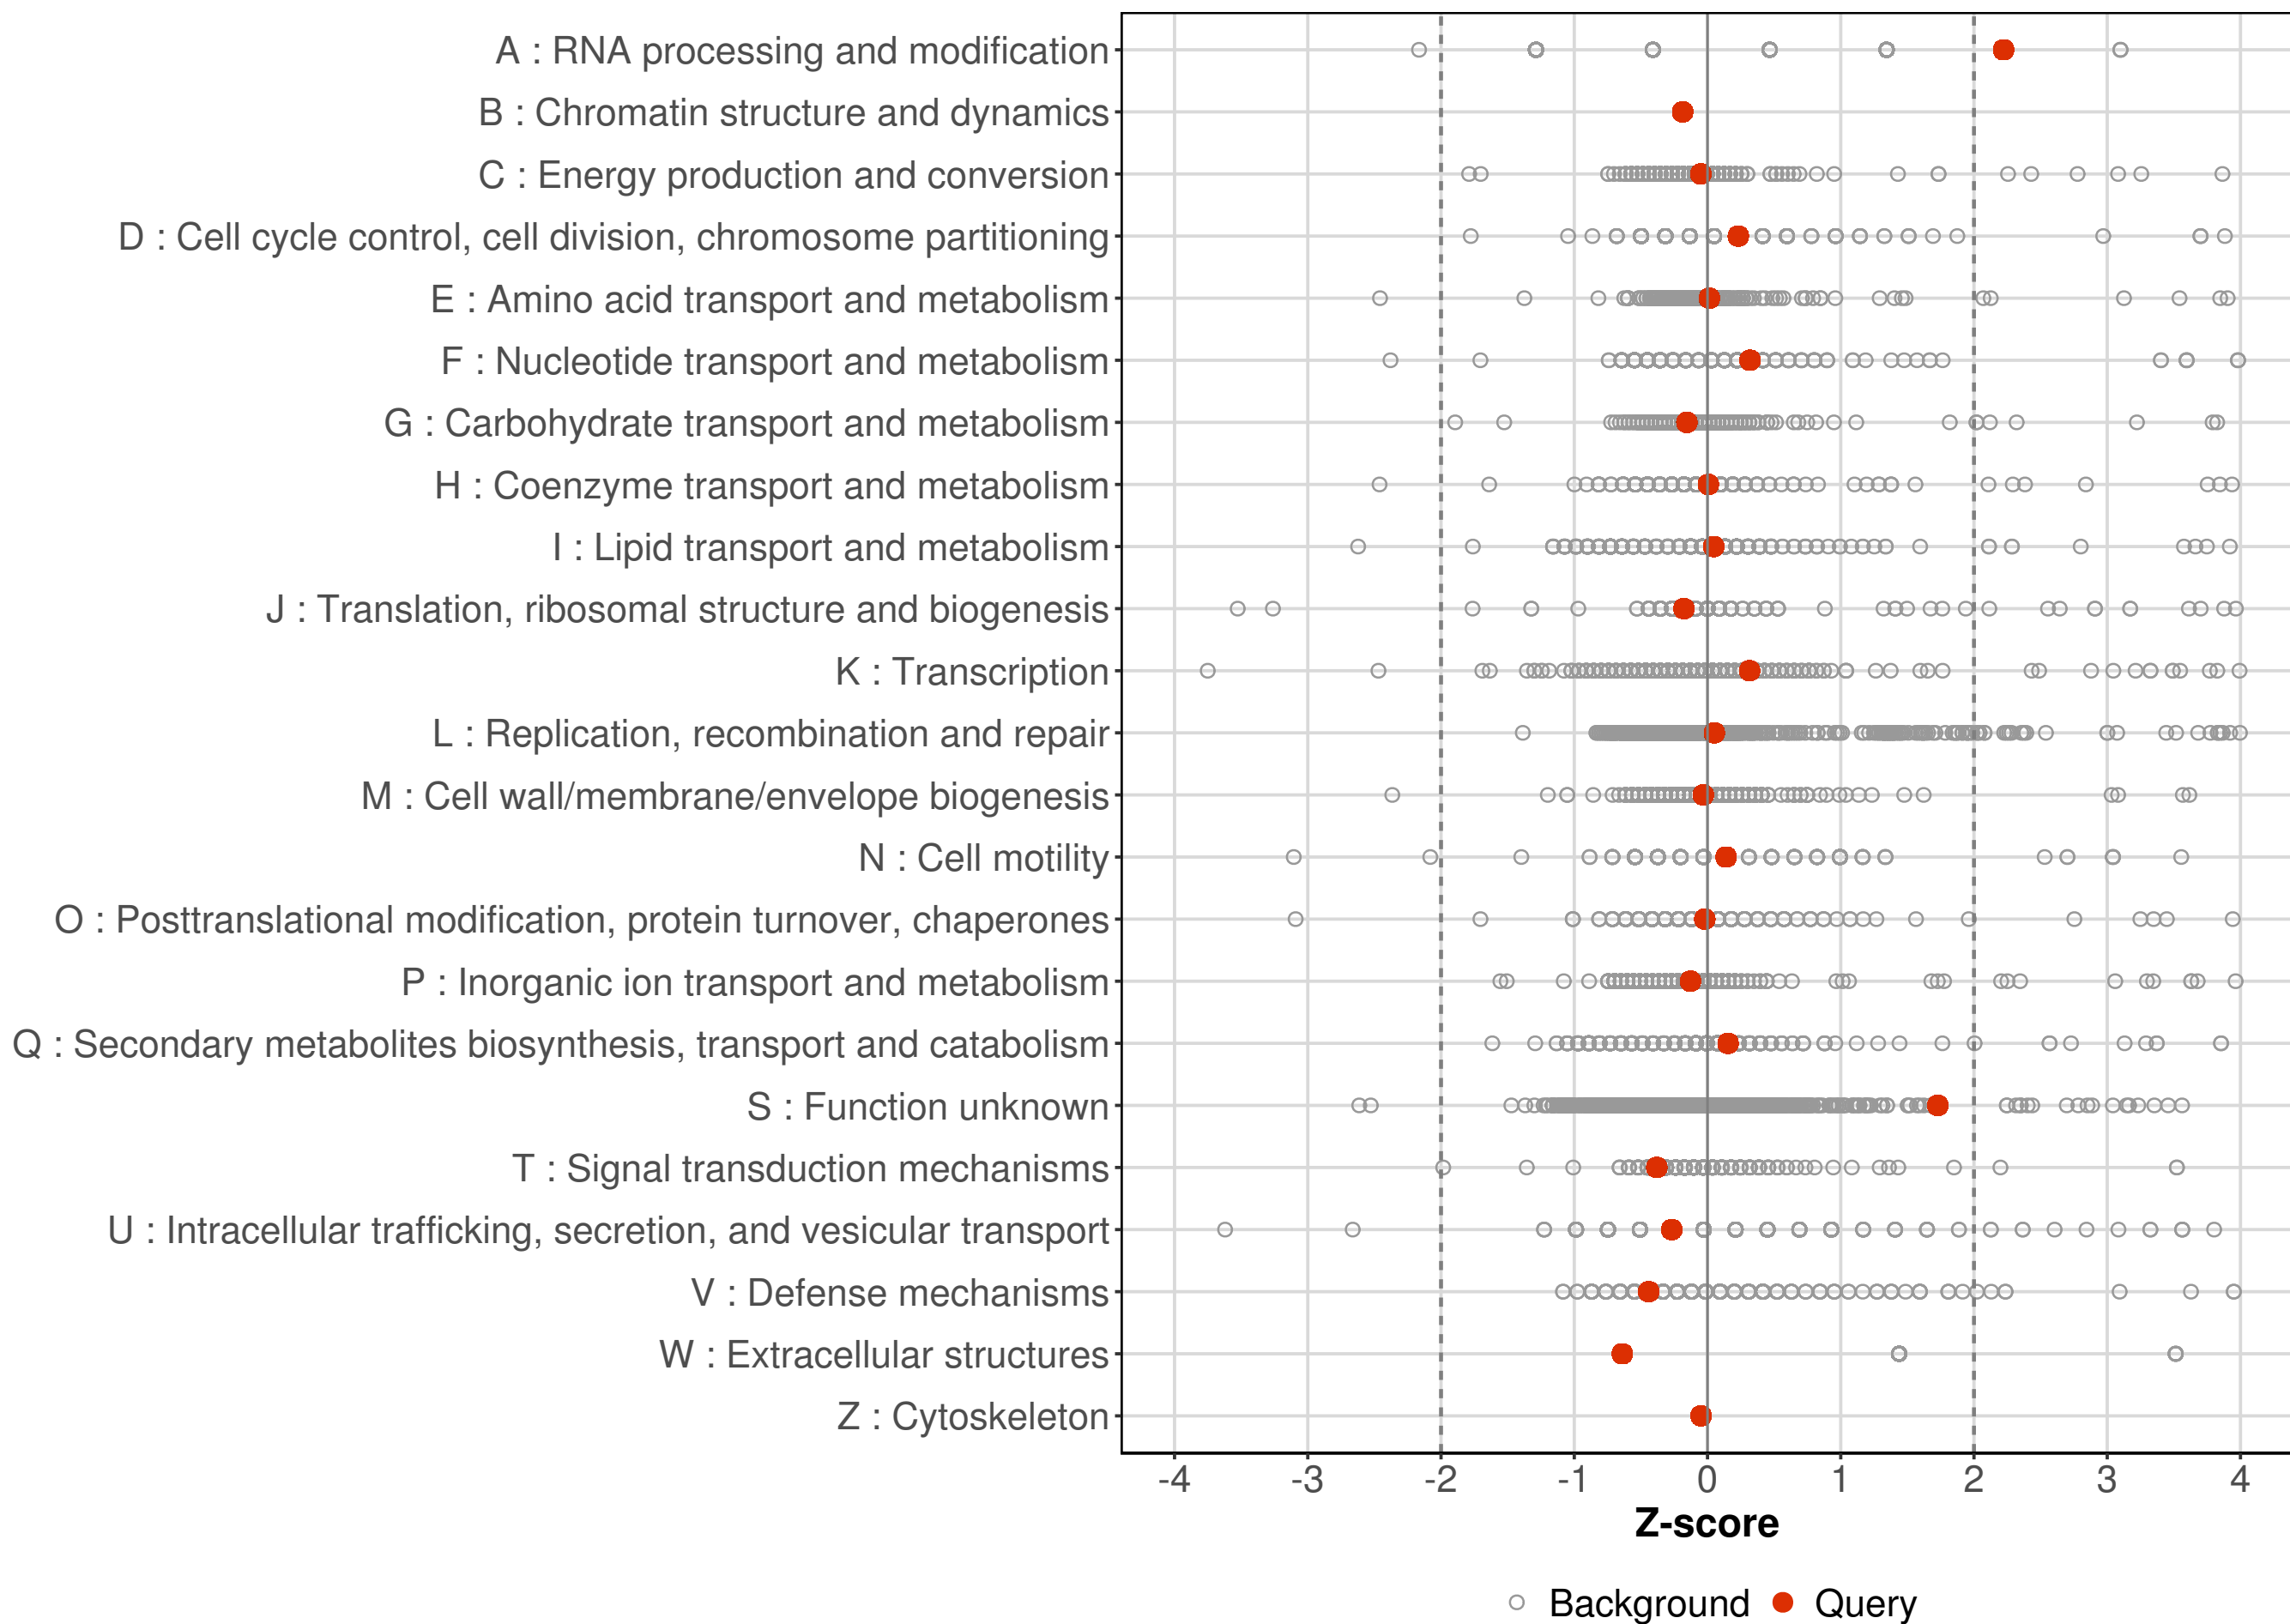 A : RNA processing and modification
B : Chromatin structure and dynamics
C : Energy production and conversion
D : Cell cycle control, cell division, chromosome partitioning
E : Amino acid transport and metabolism
F : Nucleotide transport and metabolism
G : Carbohydrate transport and metabolism
H : Coenzyme transport and metabolism
I : Lipid transport and metabolism
J : Translation, ribosomal structure and biogenesis
K : Transcription
L : Replication, recombination and repair
M : Cell wall/membrane/envelope biogenesis
N : Cell motility
O : Posttranslational modification, protein turnover, chaperones
P : Inorganic ion transport and metabolism
Q : Secondary metabolites biosynthesis, transport and catabolism
S : Function unknown
T : Signal transduction mechanisms
U : Intracellular trafficking, secretion, and vesicular transport
V : Defense mechanisms
W : Extracellular structures
Z : Cytoskeleton
-4 -3 -2 -1 0 1 2 3 4
Z-score
Background Query